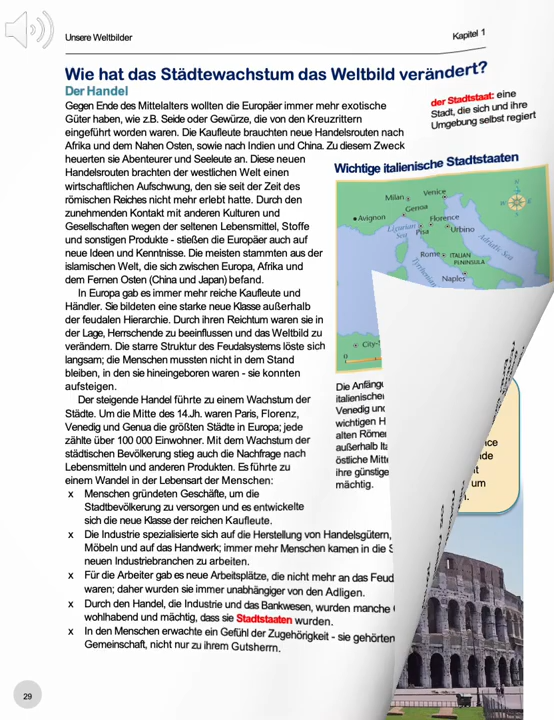 Unsere Weltbilder
Kapitel 1
Wie hat das Städtewachstum das Weltbild verändert?
Der Handel
Gegen Ende des Mittelalters wollten die Europäer immer mehr exotische
Güter haben, wie z.B. Seide oder Gewürze, die von den Kreuzrittern
eingeführt worden waren. Die Kaufleute brauchten neue Handelsrouten nach
Afrika und dem Nahen Osten, sowie nach Indien und China. Zu diesem Zweck
heuerten sie Abenteurer und Seeleute an. Diese neuen
Handelsrouten brachten der westlichen Welt einen
wirtschaftlichen Aufschwung, den sie seit der Zeit des
römischen Reiches nicht mehr erlebt hatte. Durch den
zunehmenden Kontakt mit anderen Kulturen und
Gesellschaften wegen der seltenen Lebensmittel, Stoffe
und sonstigen Produkte - stießen die Europäer auch auf
neue Ideen und Kenntnisse. Die meisten stammten aus der
islamischen Welt, die sich zwischen Europa, Afrika und
dem Fernen Osten (China und Japan) befand.
In Europa gab es immer mehr reiche Kaufleute und
Händler. Sie bildeten eine starke neue Klasse außerhalb
der feudalen Hierarchie. Durch ihren Reichtum waren sie in
der Lage, Herrschende zu beeinflussen und das Weltbild zu
verändern. Die starre Struktur des Feudalsystems löste sich
langsam; die Menschen mussten nicht in dem Stand
bleiben, in den sie hineingeboren waren - sie konnten
aufsteigen.
Der steigende Handel führte zu einem Wachstum der
Städte. Um die Mitte des 14.Jh. waren Paris, Florenz,
Venedig und Genua die größten Städte in Europa; jede
zählte über 100 000 Einwohner. Mit dem Wachstum der
städtischen Bevölkerung stieg auch die Nachfrage nach
Lebensmitteln und anderen Produkten. Es führte zu
einem Wandel in der Lebensart der Menschen:
x Menschen gründeten Geschäfte, um die
Stadtbevölkerung zu versorgen und es entwickelte
sich die neue Klasse der reichen Kaufleute.
x Die Industrie spezialisierte sich auf die Herstellung von Handelsgütern,
Möbeln und auf das Handwerk; immer mehr Menschen kamen in die S
neuen Industriebranchen zu arbeiten.
x Für die Arbeiter gab es neue Arbeitsplätze, die nicht mehr an das Feud
waren; daher wurden sie immer unabhängiger von den Adligen.
x Durch den Handel, die Industrie und das Bankwesen, wurden manche
wohlhabend und mächtig, dass sie Stadtstaaten wurden.
x In den Menschen erwachte ein Gefühl der Zugehörigkeit - sie gehörten
Gemeinschaft, nicht nur zu ihrem Gutsherrn.
der Stadtstaat: eine
Stadt, die sich und ihre
Umgebung selbst regiert
Wichtige italienische Stadtstaaten
Milan
Venice
Avignon
Genoa
Florence
Ligurian
Sea
Pisa
Urbino
Adriatic Sea
Rome
ITALIAN
PENINSULA
Tyrrhenian
Naples
City-
0
Die Anfäng
italienischer
Venedig und
wichtigen H
alten Römer
außerhalb Ita
östliche Mitte
ihre günstige
mächtig.
nce
ide
t
um
29